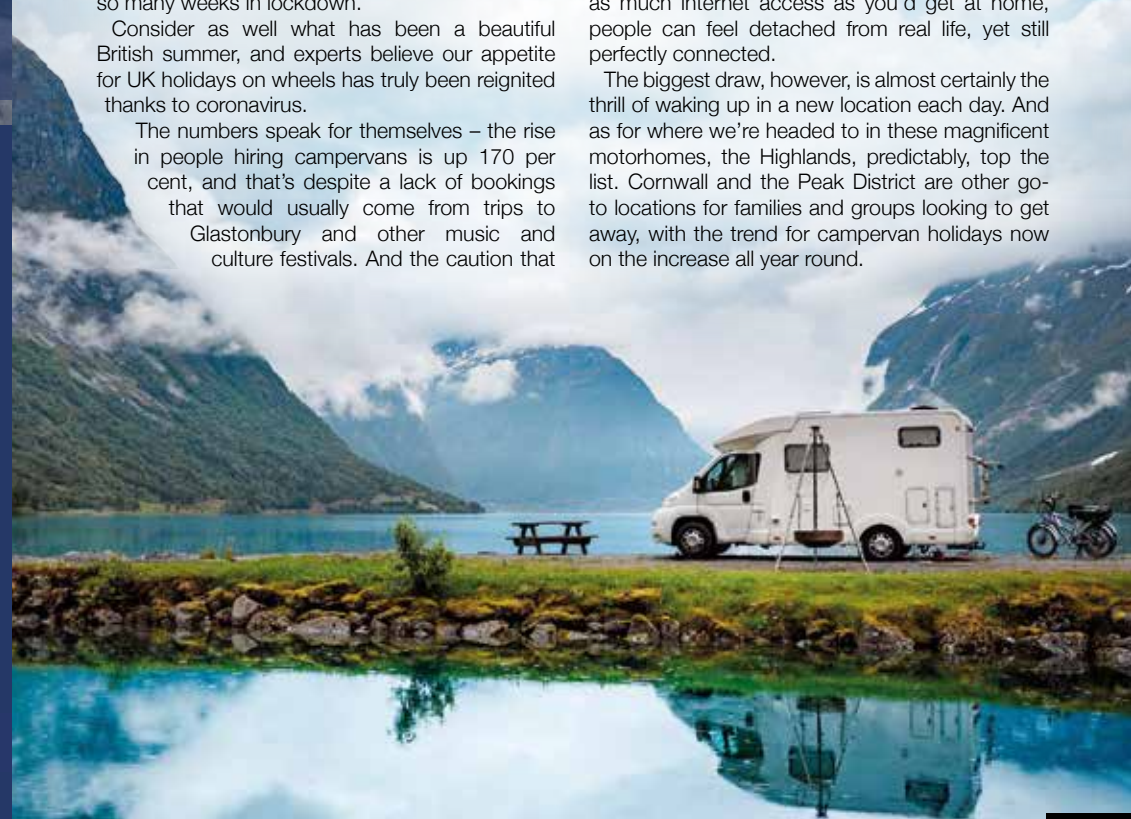 so many weeks in lockdown.
Consider as well what has been a beautiful
British summer, and experts believe our appetite
for UK holidays on wheels has truly been reignited
thanks to coronavirus.
The numbers speak for themselves – the rise
in people hiring campervans is up 170 per
cent, and that's despite a lack of bookings
that would usually come from trips to
Glastonbury and other music and
culture festivals. And the caution that
as much internet access as you'd get at home,
people can feel detached from real life, yet still
perfectly connected.
The biggest draw, however, is almost certainly the
thrill of waking up in a new location each day. And
as for where we're headed to in these magnificent
motorhomes, the Highlands, predictably, top the
list. Cornwall and the Peak District are other go-
to locations for families and groups looking to get
away, with the trend for campervan holidays now
on the increase all year round.